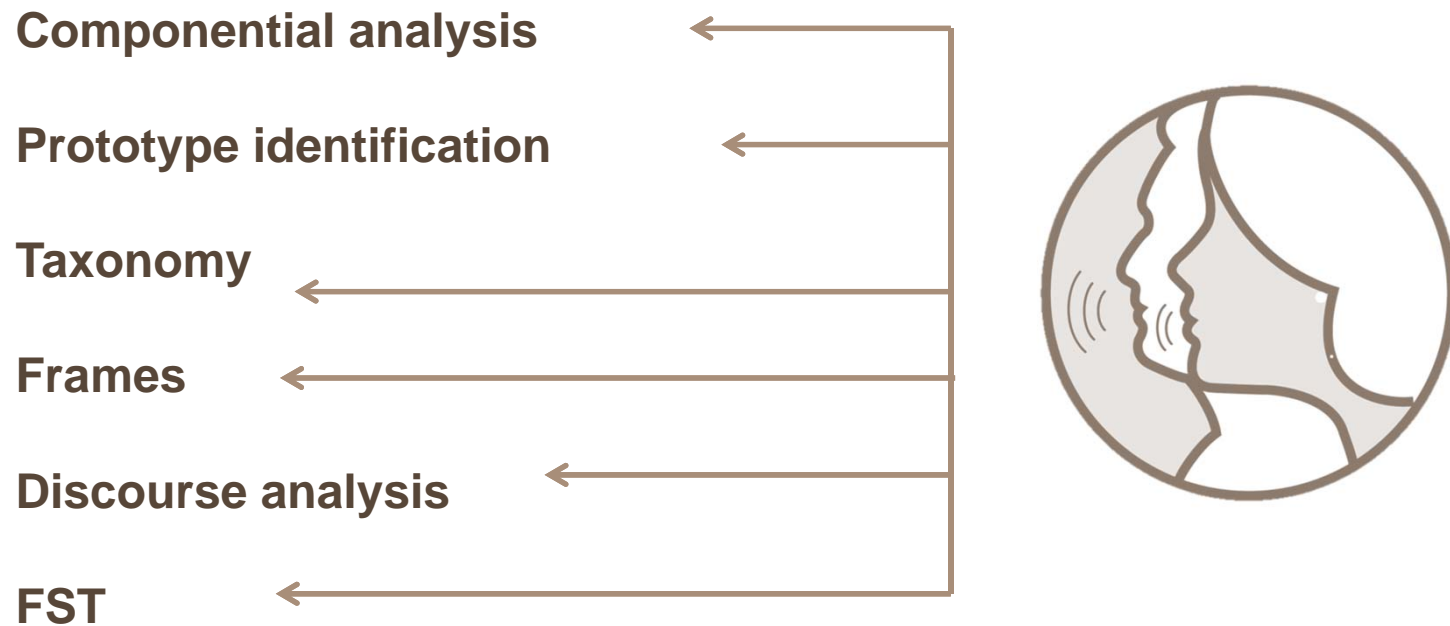 Componential analysis
Prototype identification
Taxonomy
Frames
Discourse analysis
FST